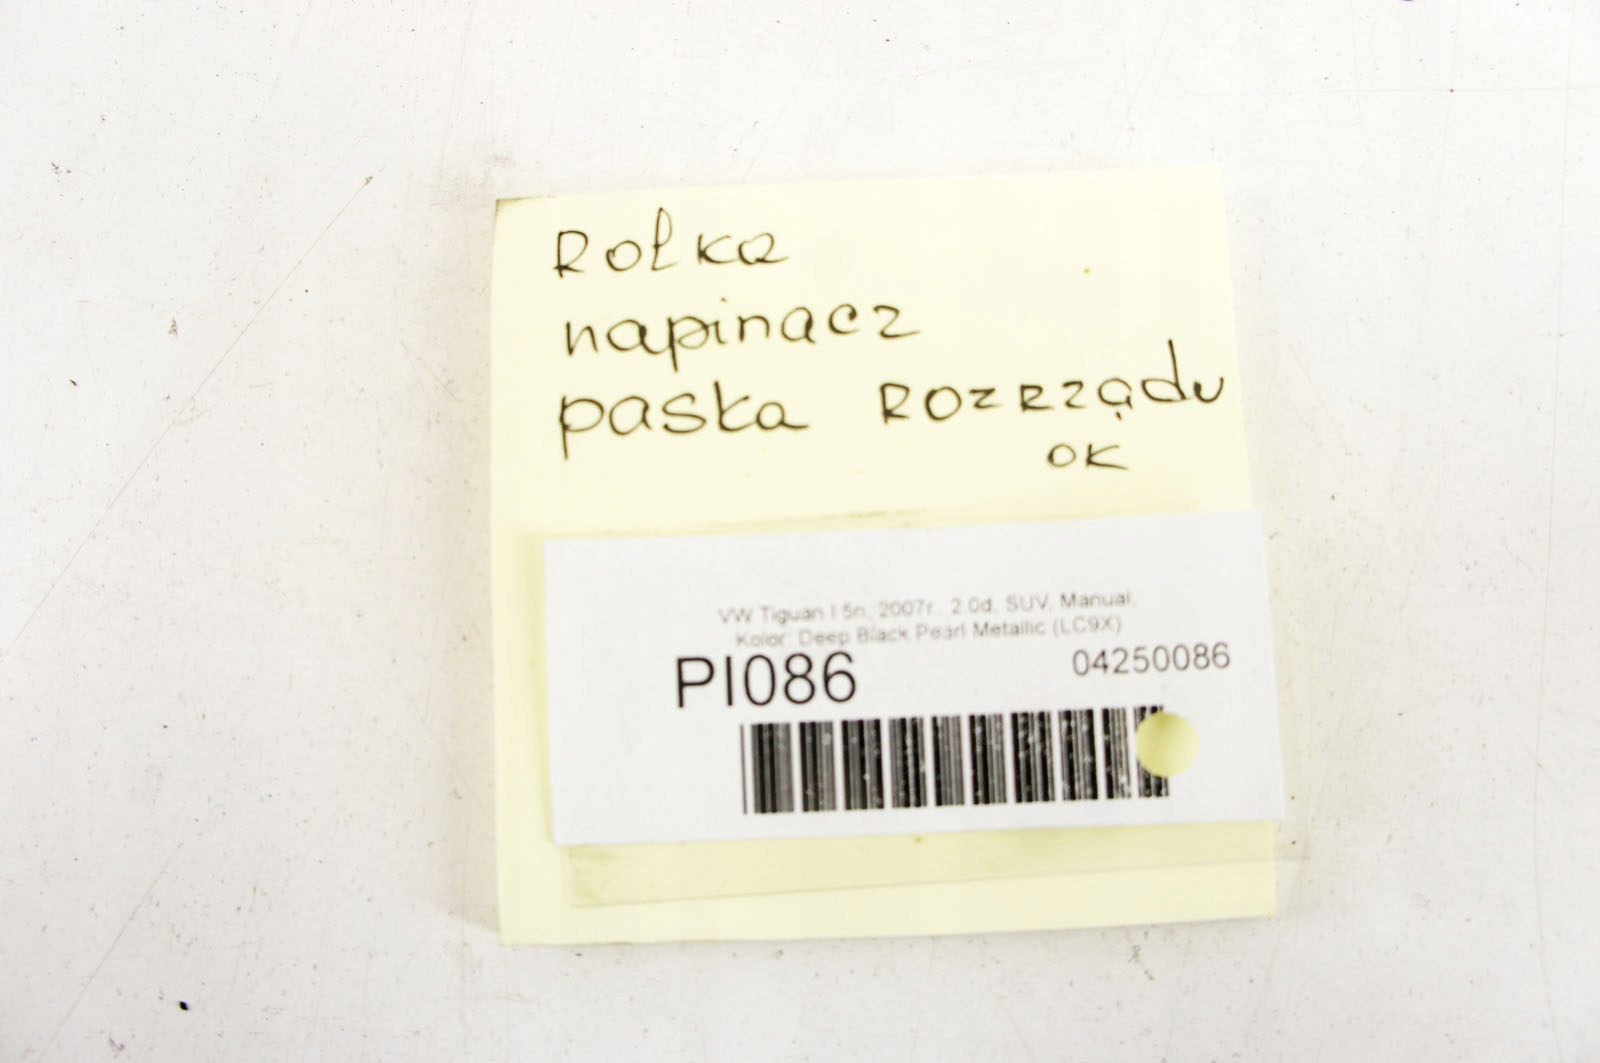 Rołka
napinacz
paska Rozrządu
OK
VW Tiguan I 5n, 2007r., 2.0d, SUV, Manual,
Kolor: Deep Black Pearl Metallic (LC9X)
PI086
04250086